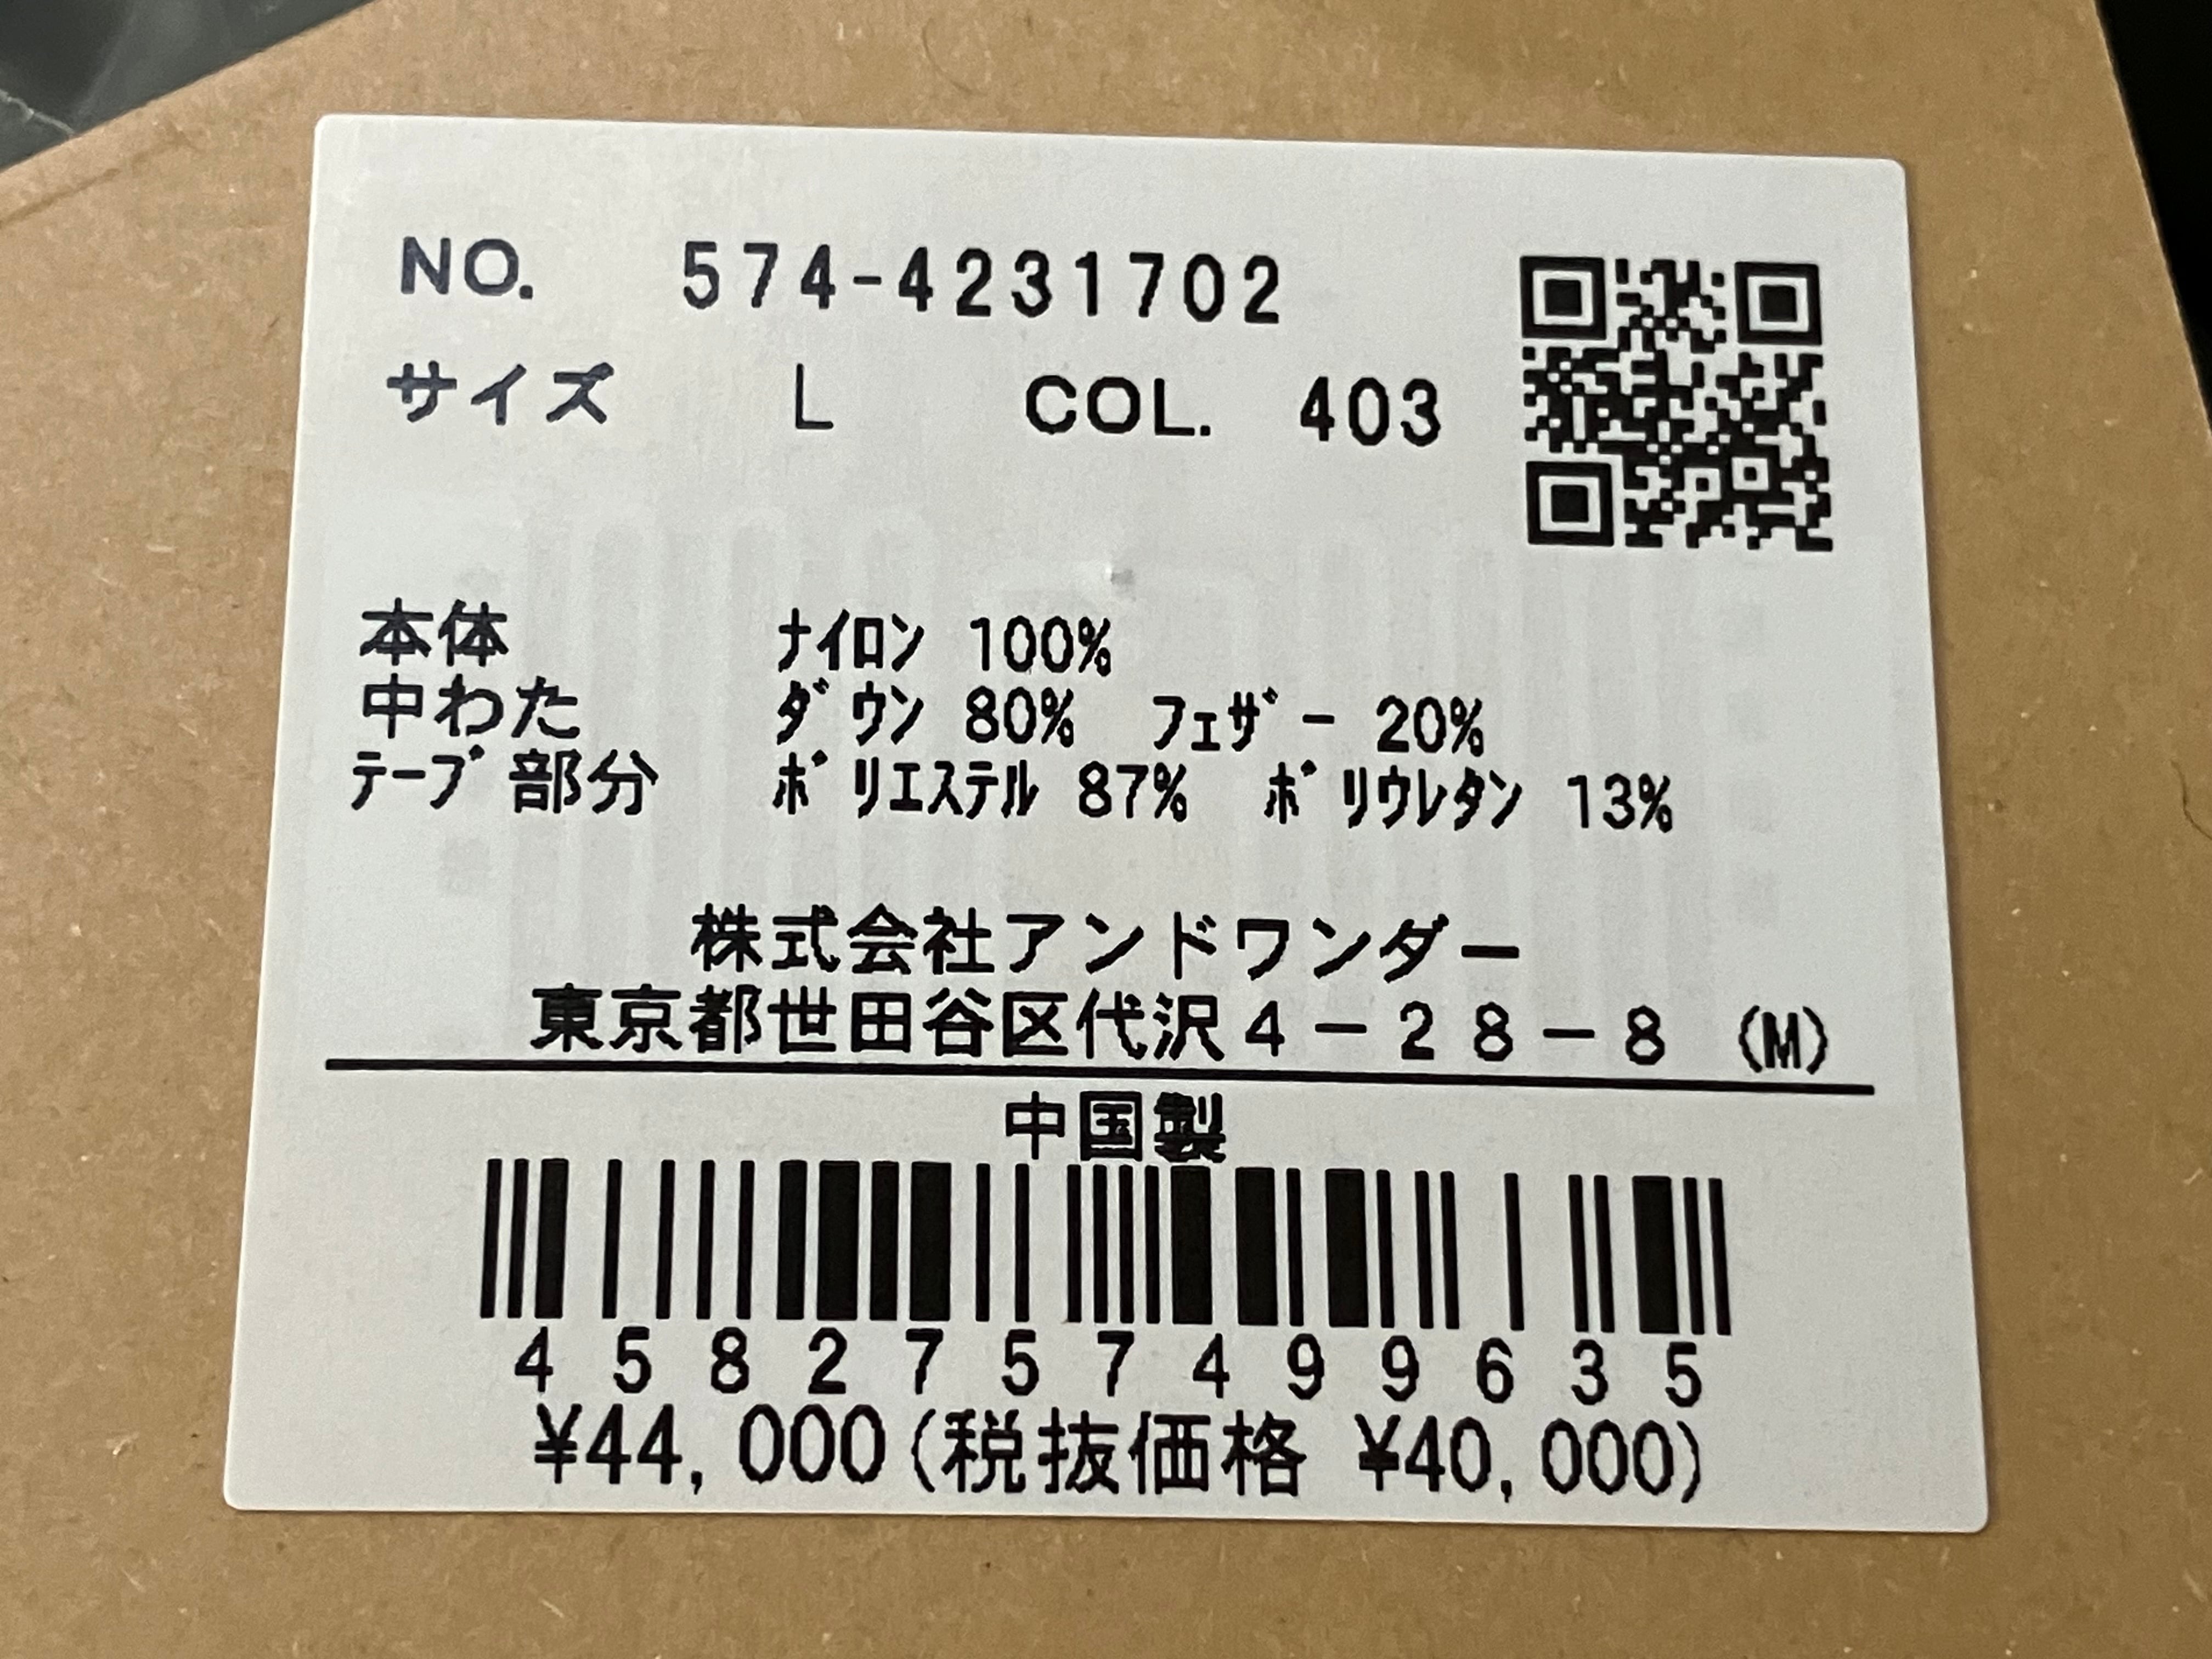 NO. 574-4231702
サイズ L COL. 403
本体 ﾅｲﾛﾝ 100%
中わた ﾀﾞｳﾝ 80% ﾌｪｻﾞｰ 20%
ﾃｰﾌﾟ部分 ﾎﾟﾘｴｽﾃﾙ 87% ﾎﾟﾘｳﾚﾀﾝ 13%
株式会社アンドワンダー
東京都世田谷区代沢4－28－8 (M)
中国製
4582757499635
¥44,000(税抜価格 ¥40,000)